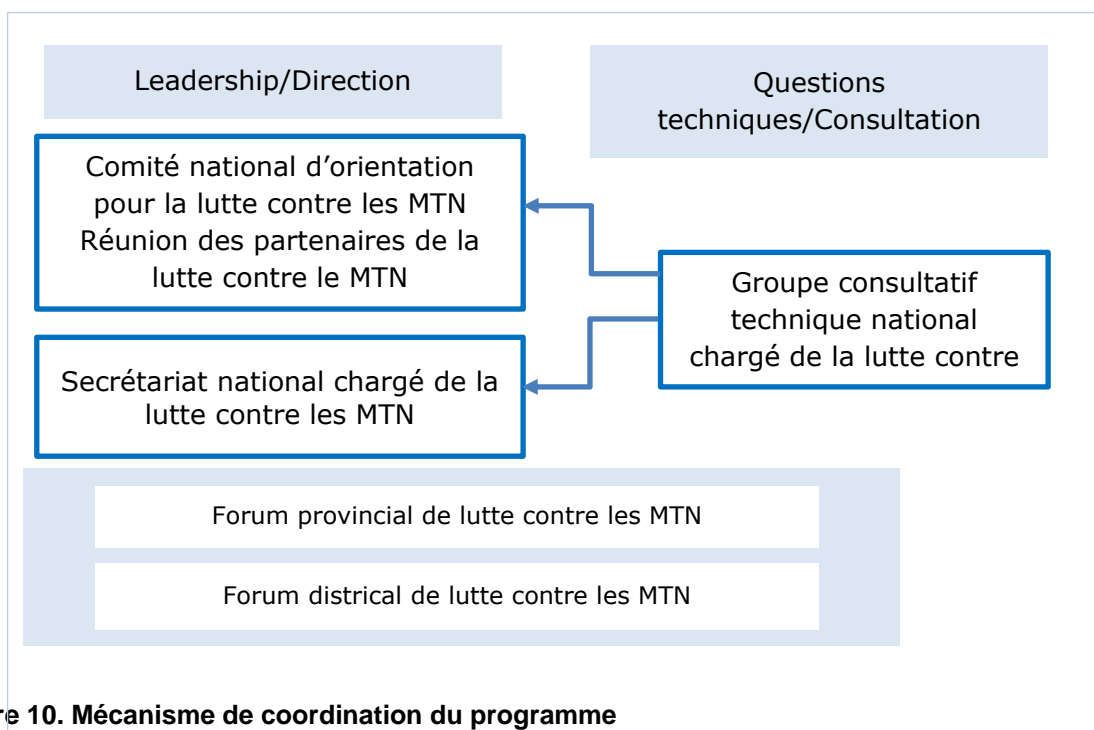 Leadership/Direction
Questions
techniques/Consultation
Comité national d’orientation
pour la lutte contre les MTN
Réunion des partenaires de la
lutte contre le MTN
Groupe consultatif
technique national
chargé de la lutte contre
Secrétariat national chargé de la
lutte contre les MTN
Forum provincial de lutte contre les MTN
Forum districal de lutte contre les MTN
re 10. Mécanisme de coordination du programme